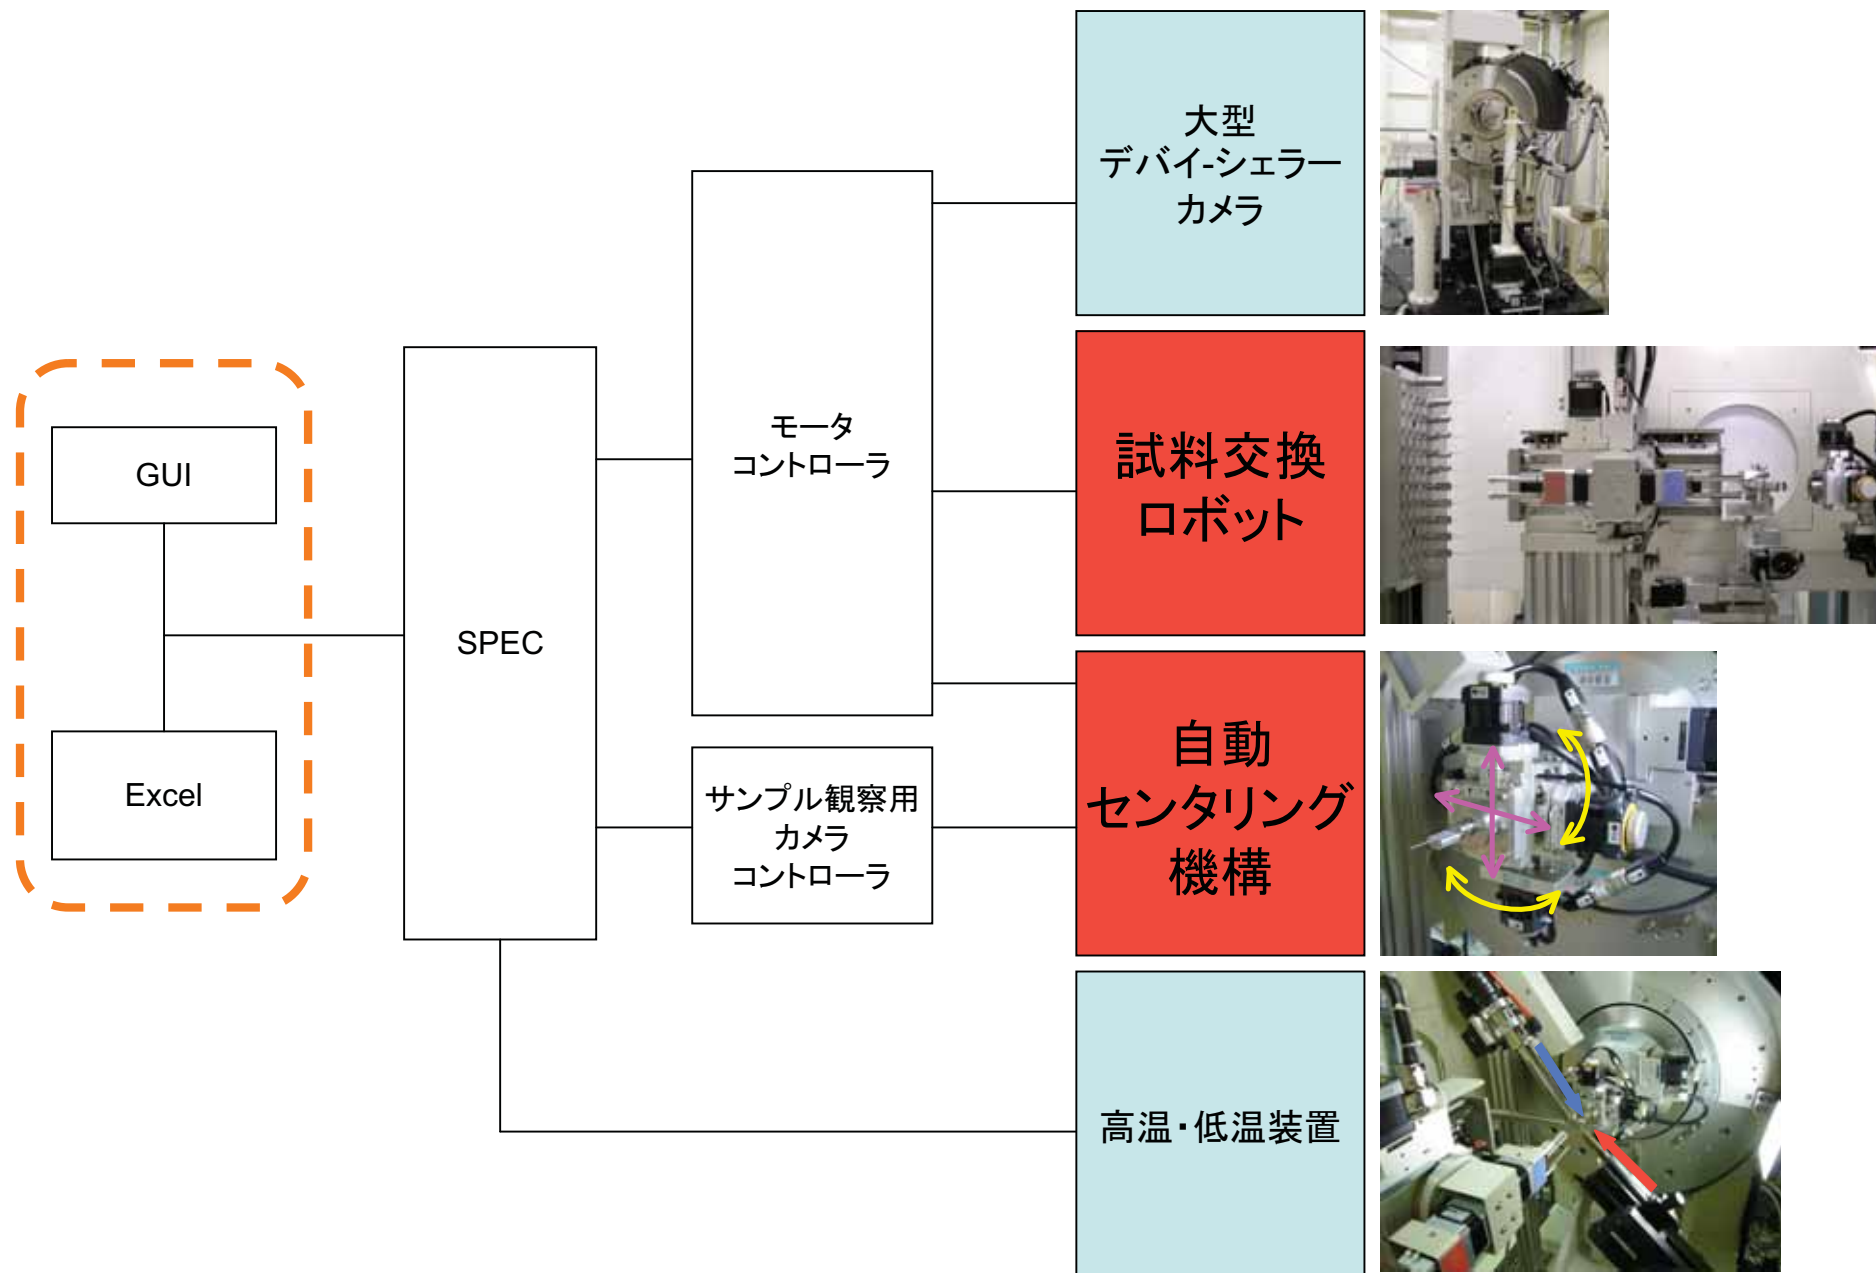 GUI
Excel
SPEC
モータ
コントローラ
サンプル観察用
カメラ
コントローラ
大型
デバイ-シェラー
カメラ
試料交換
ロボット
自動
センタリング
機構
高温・低温装置